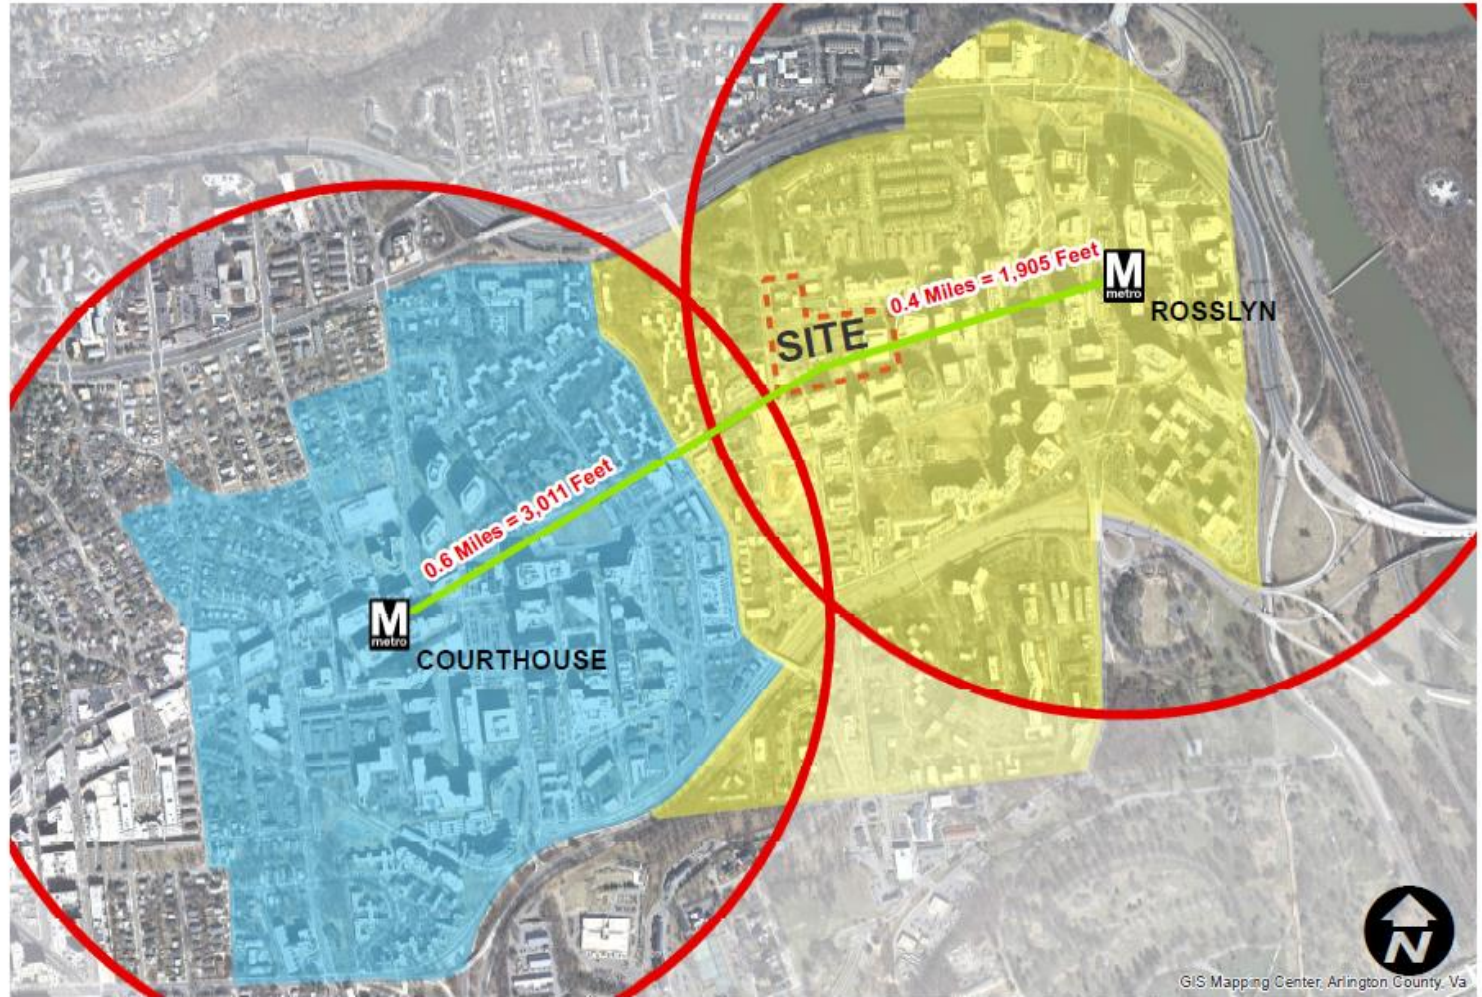 0.4 Miles = 1,905 Feet
M
metro
ROSSLYN
SITE
0.6 Miles = 3,011 Feet
M
metro
COURTHOUSE
N
GIS Mapping Center, Arlington County, Va